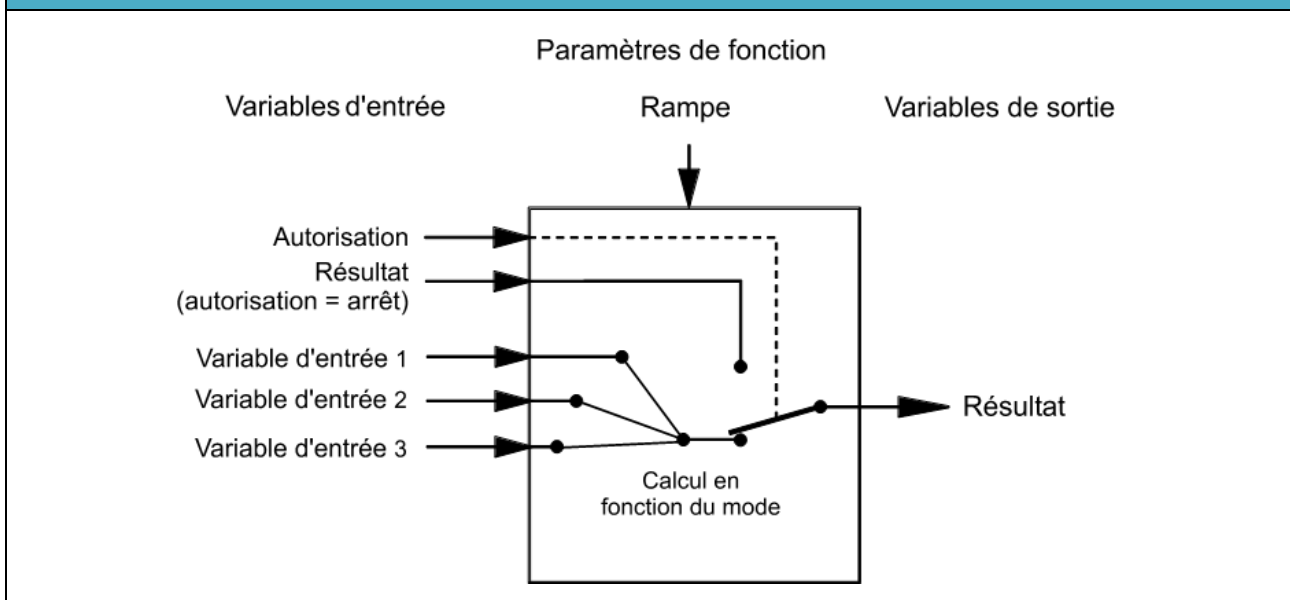 Paramètres de fonction
Variables d'entrée Rampe Variables de sortie
Autorisation
Résultat
(autorisation = arrêt)
Variable d'entrée 1
Variable d'entrée 2
Résultat
Variable d'entrée 3
Calcul en
fonction du mode